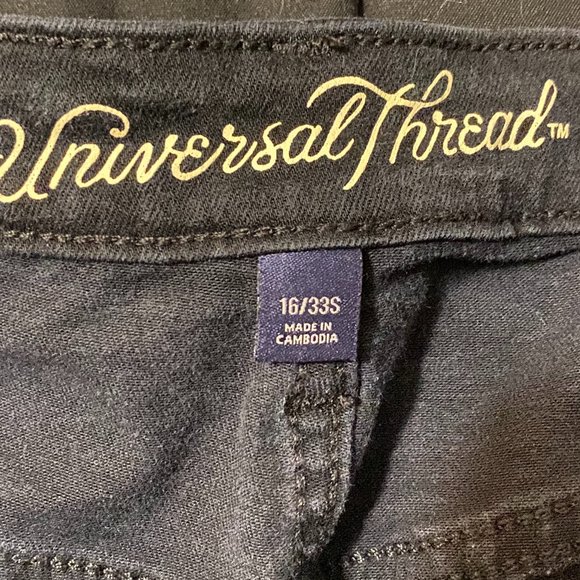 Universal Thread™
16/33S
MADE IN
CAMBODIA